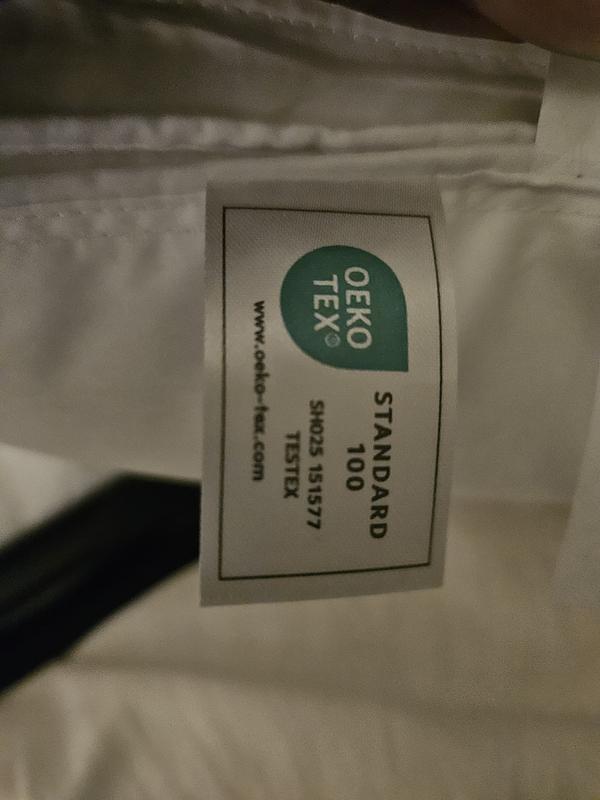 OEKO
TEX®
STANDARD
100
SH025 151577
TESTEX
www.oeko-tex.com